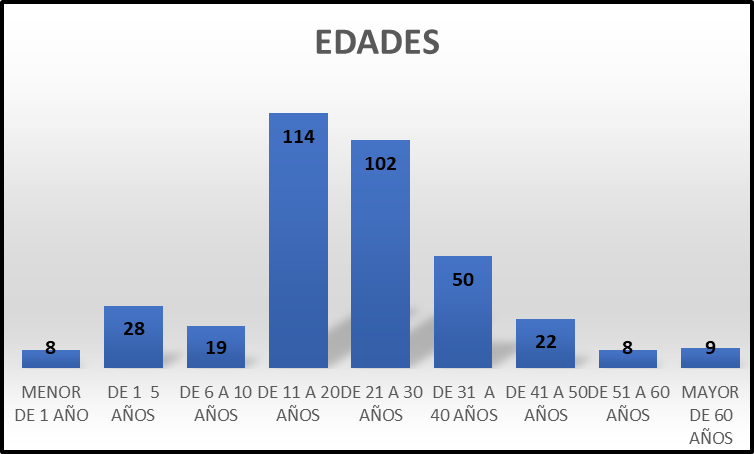 EDADES
114
102
50
28
22
19
8
8
9
MENOR DE 1 AÑO
DE 1 5 AÑOS
DE 6 A 10 AÑOS
DE 11 A 20 AÑOS
DE 21 A 30 AÑOS
DE 31 A 40 AÑOS
DE 41 A 50 AÑOS
DE 51 A 60 AÑOS
MAYOR DE 60 AÑOS